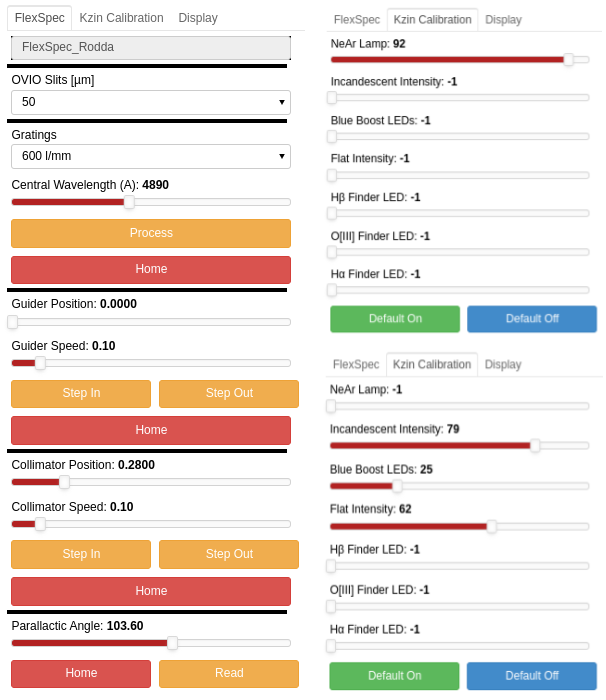 FlexSpec Kzin Calibration Display
FlexSpec_Rodda
OVIO Slits [µm]
50
Gratings
600 l/mm
Central Wavelength (A): 4890
Process
Home
Guider Position: 0.0000
Guider Speed: 0.10
Step In Step Out
Home
Collimator Position: 0.2800
Collimator Speed: 0.10
Step In Step Out
Home
Parallactic Angle: 103.60
Home Read
FlexSpec Kzin Calibration Display
NeAr Lamp: 92
Incandescent Intensity: -1
Blue Boost LEDs: -1
Flat Intensity: -1
Hβ Finder LED: -1
O[III] Finder LED: -1
Hα Finder LED: -1
Default On Default Off
FlexSpec Kzin Calibration Display
NeAr Lamp: -1
Incandescent Intensity: 79
Blue Boost LEDs: 25
Flat Intensity: 62
Hβ Finder LED: -1
O[III] Finder LED: -1
Hα Finder LED: -1
Default On Default Off